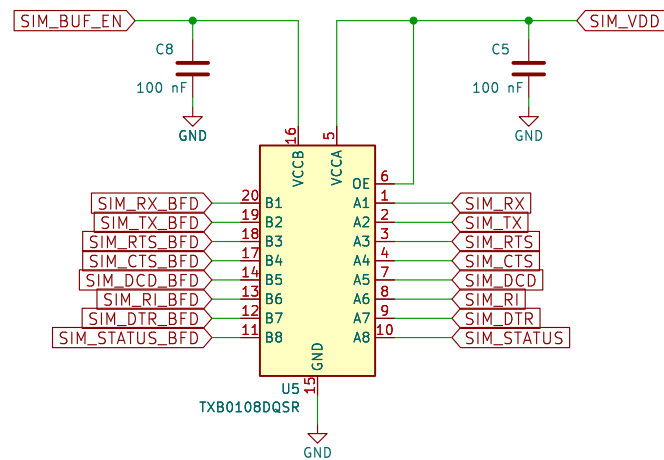 SIM_BUF_EN
SIM_VDD
C8
100 nF
GND
C5
100 nF
GND
16
5
VCCB
VCCA
OE
6
SIM_RX_BFD
20
B1
A1
1
SIM_RX
SIM_TX_BFD
19
B2
A2
2
SIM_TX
SIM_RTS_BFD
18
B3
A3
3
SIM_RTS
SIM_CTS_BFD
17
B4
A4
4
SIM_CTS
SIM_DCD_BFD
14
B5
A5
7
SIM_DCD
SIM_RI_BFD
13
B6
A6
8
SIM_RI
SIM_DTR_BFD
12
B7
A7
9
SIM_DTR
SIM_STATUS_BFD
11
B8
A8
10
SIM_STATUS
GND
15
U5
TXB0108DQSR
GND